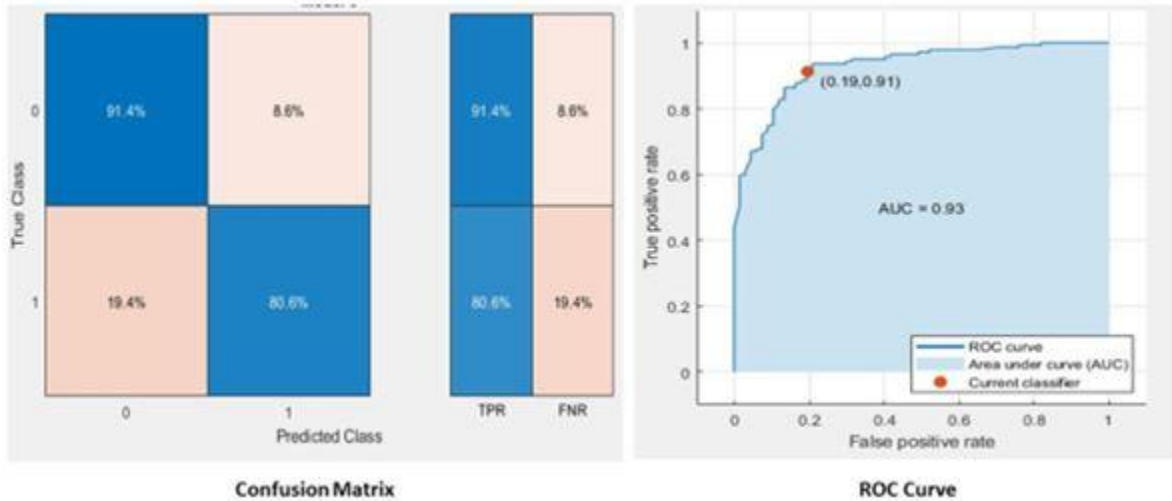 0
91.4%
8.6%
91.4%
8.6%
True Class
1
19.4%
80.6%
80.6%
19.4%
0
1
TPR
FNR
Predicted Class
Confusion Matrix
1
0.8
0.6
0.4
0.2
0
True positive rate
(0.19,0.91)
AUC = 0.93
ROC curve
Area under curve (AUC)
Current classifier
0
0.2
0.4
0.6
0.8
1
False positive rate
ROC Curve